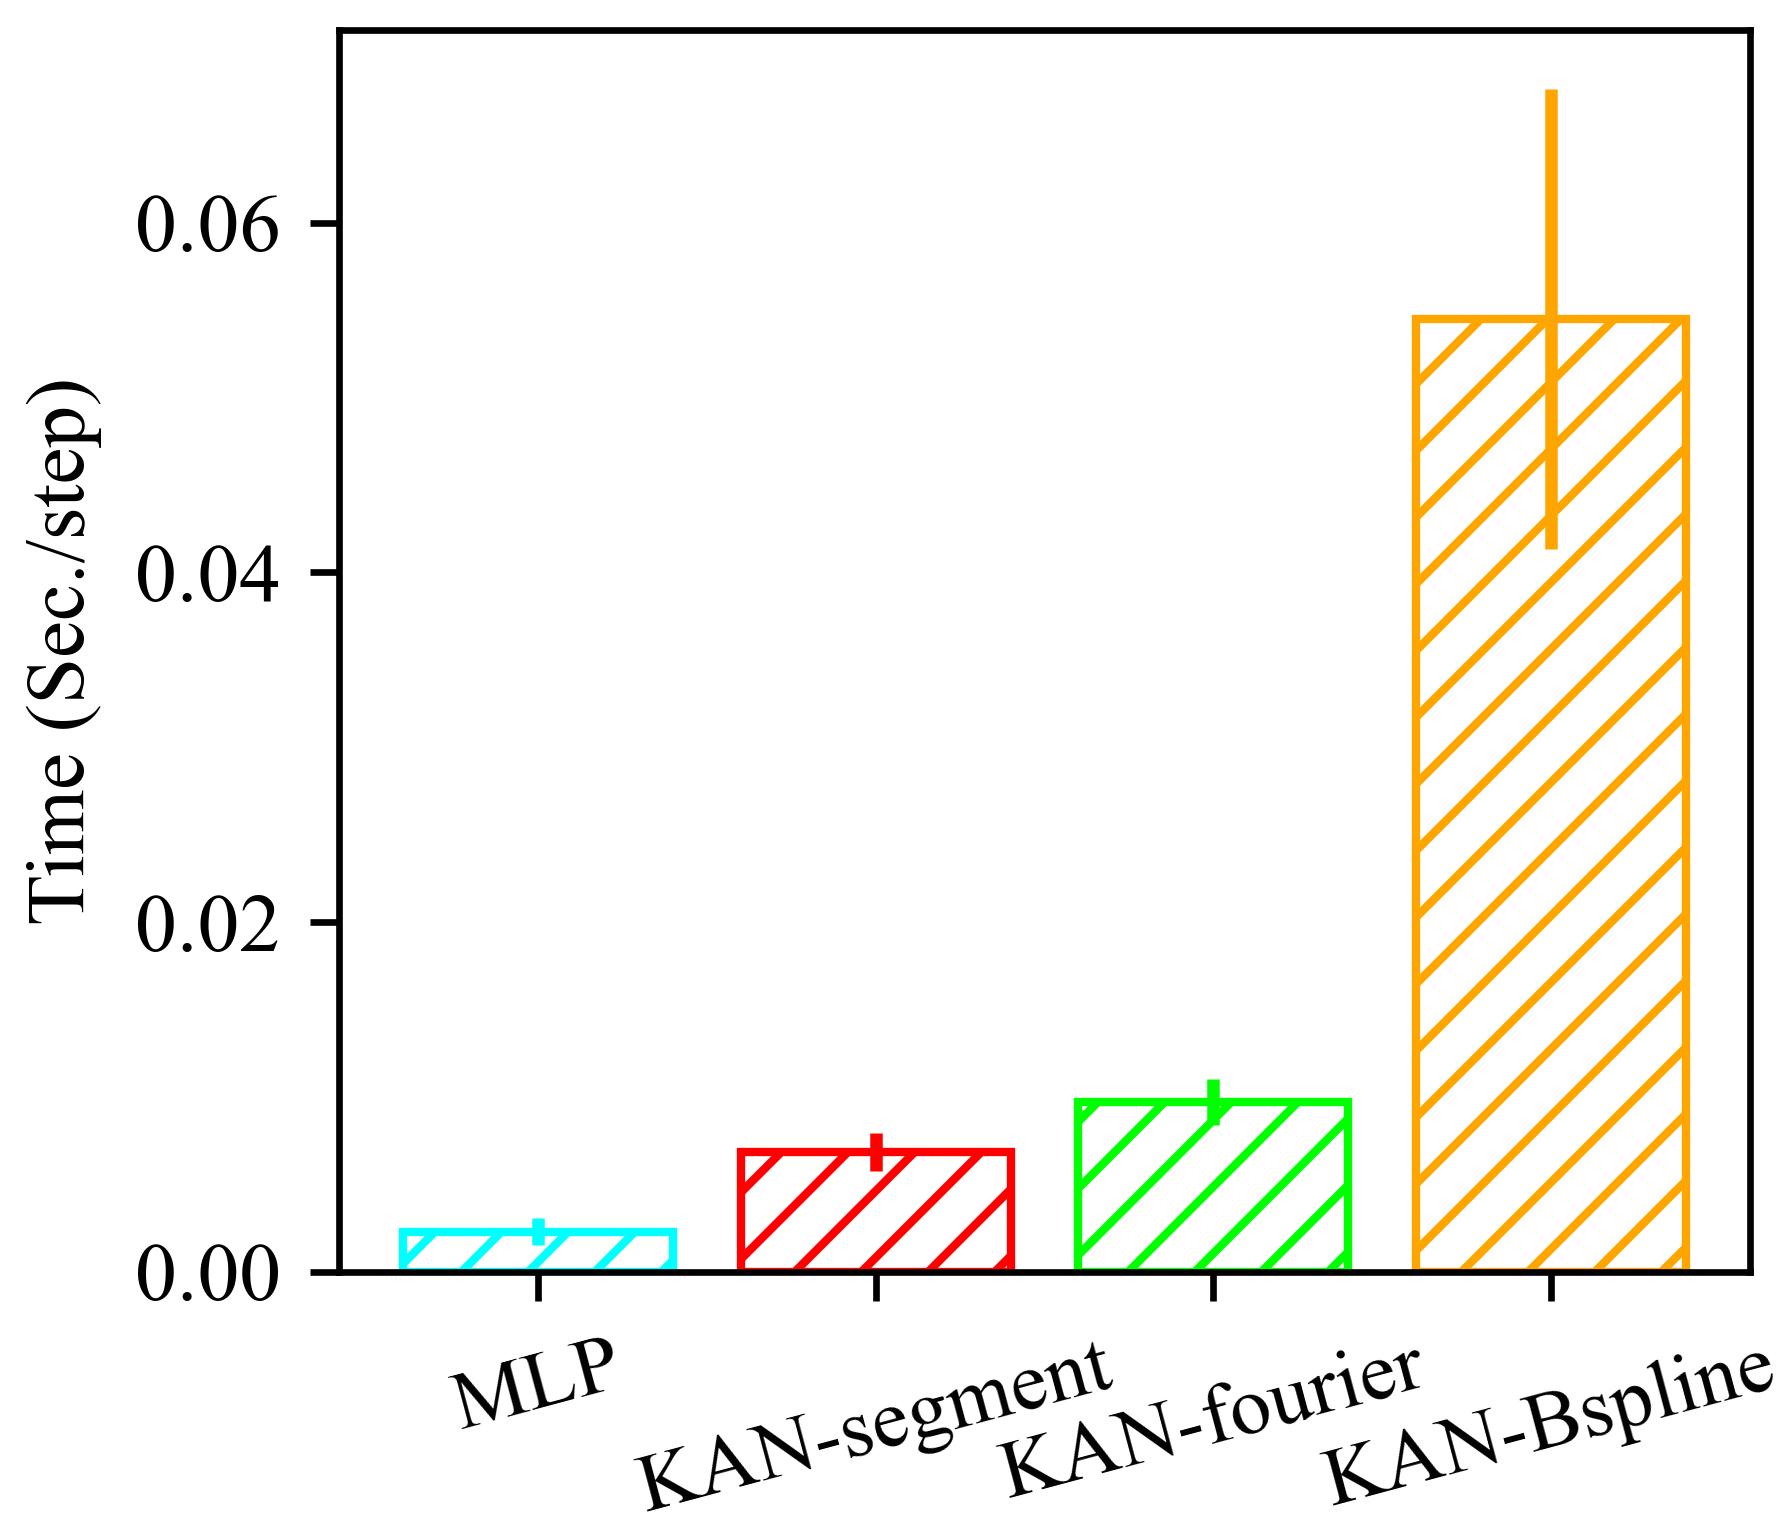 0.06
0.04
0.02
0.00
Time (Sec./step)
MLP
KAN-segment
KAN-fourier
KAN-Bspline